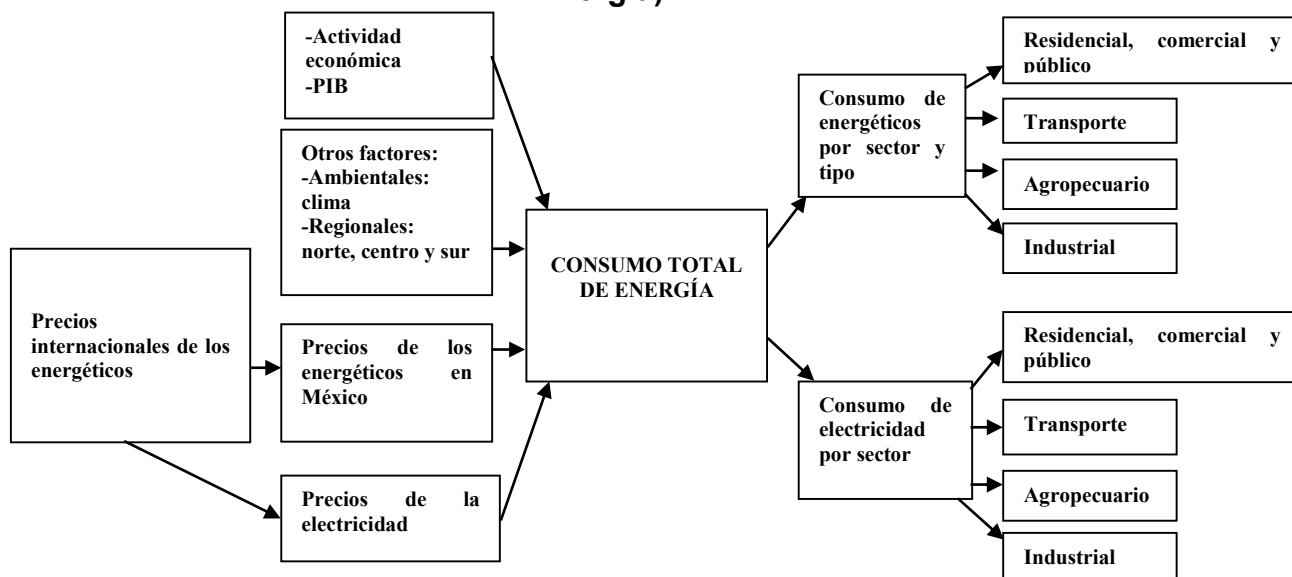 -Actividad
económica
-PIB
Otros factores:
-Ambientales:
clima
-Regionales:
norte, centro y sur
Precios
internacionales de los
energéticos
Precios de los
energéticos en
México
Precios de la
electricidad
CONSUMO TOTAL
DE ENERGÍA
Consumo de
energéticos
por sector y
tipo
Residencial, comercial y
público
Transporte
Agropecuario
Industrial
Consumo de
electricidad
por sector
Residencial, comercial y
público
Transporte
Agropecuario
Industrial